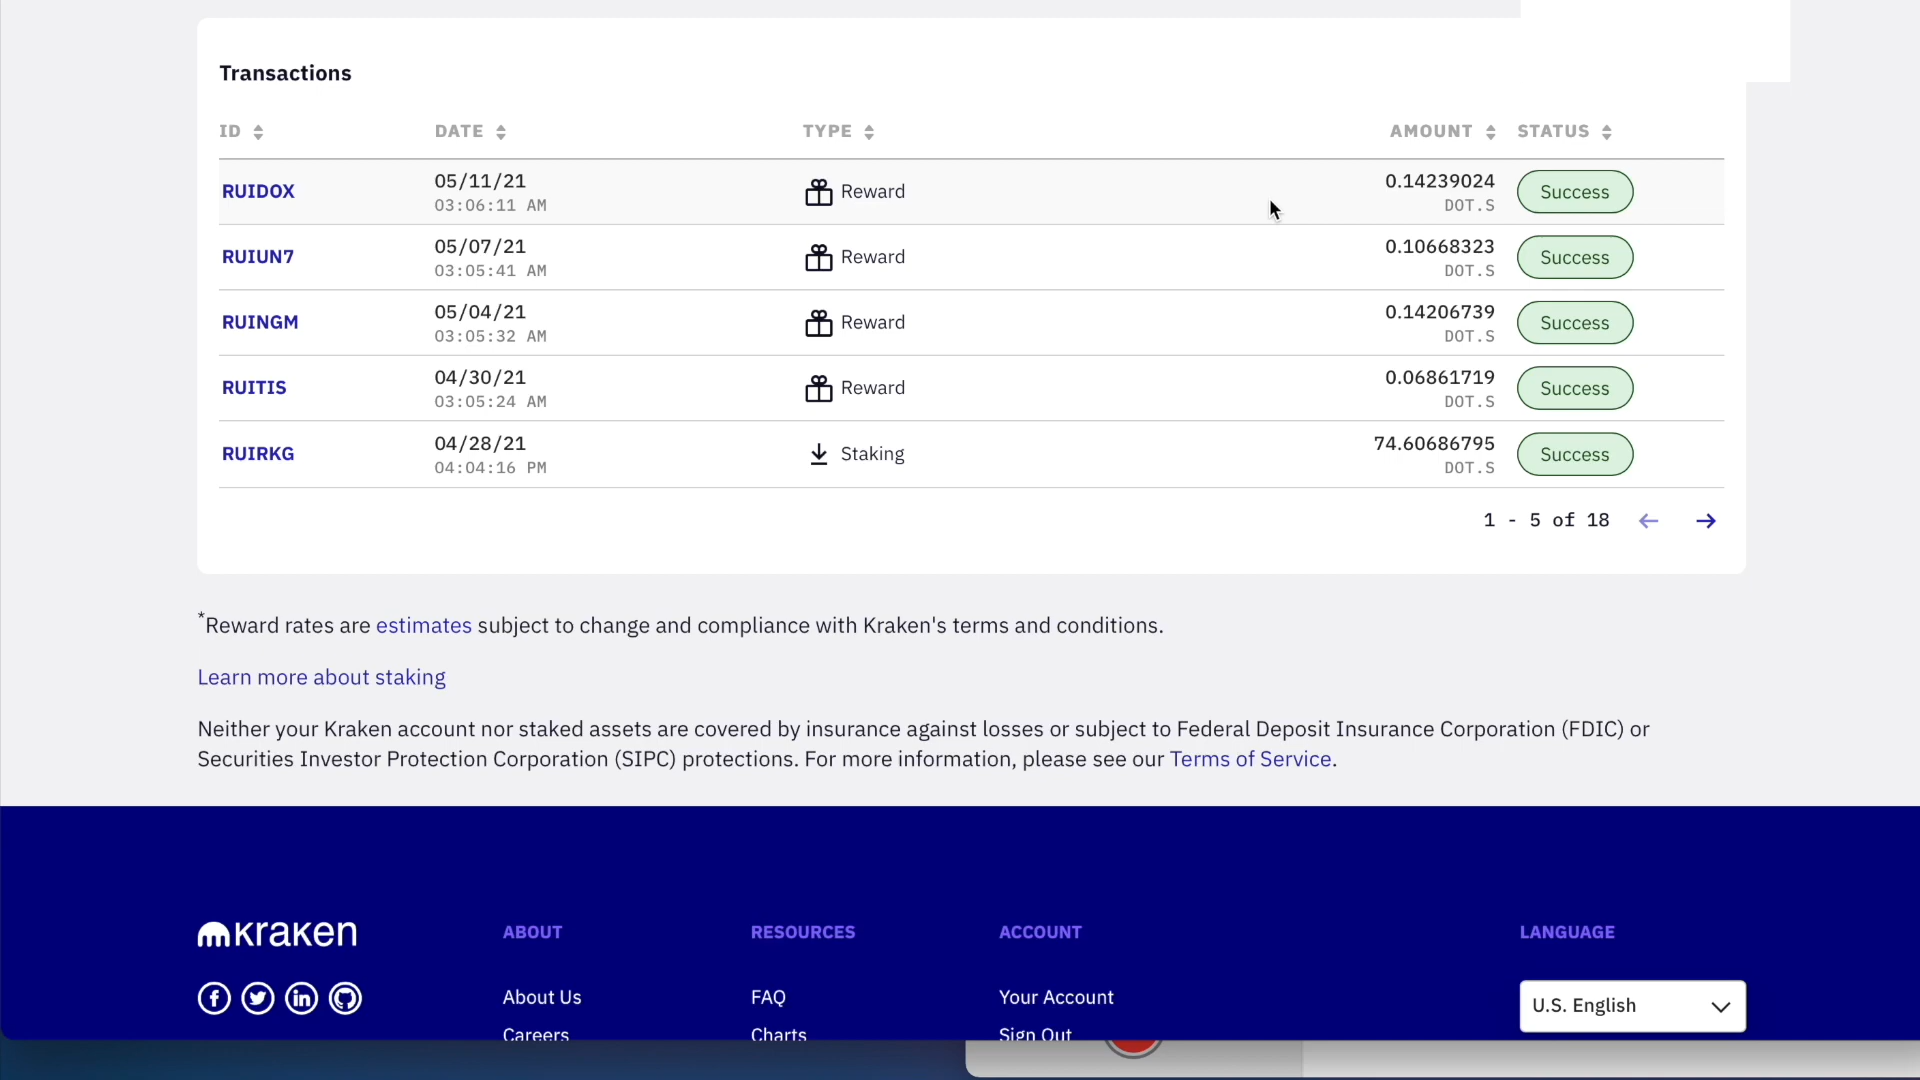 Transactions
ID DATE TYPE AMOUNT STATUS
RUIDOX 05/11/21 03:06:11 AM Reward 0.14239024 DOT.S Success
RUIUN7 05/07/21 03:05:41 AM Reward 0.10668323 DOT.S Success
RUINGM 05/04/21 03:05:32 AM Reward 0.14206739 DOT.S Success
RUITIS 04/30/21 03:05:24 AM Reward 0.06861719 DOT.S Success
RUIRKG 04/28/21 04:04:16 PM Staking 74.60686795 DOT.S Success
1 - 5 of 18
*Reward rates are estimates subject to change and compliance with Kraken's terms and conditions.
Learn more about staking
Neither your Kraken account nor staked assets are covered by insurance against losses or subject to Federal Deposit Insurance Corporation (FDIC) or
Securities Investor Protection Corporation (SIPC) protections. For more information, please see our Terms of Service.
kraken ABOUT RESOURCES ACCOUNT LANGUAGE
About Us FAQ Your Account U.S. English
Careers Charts Sign Out